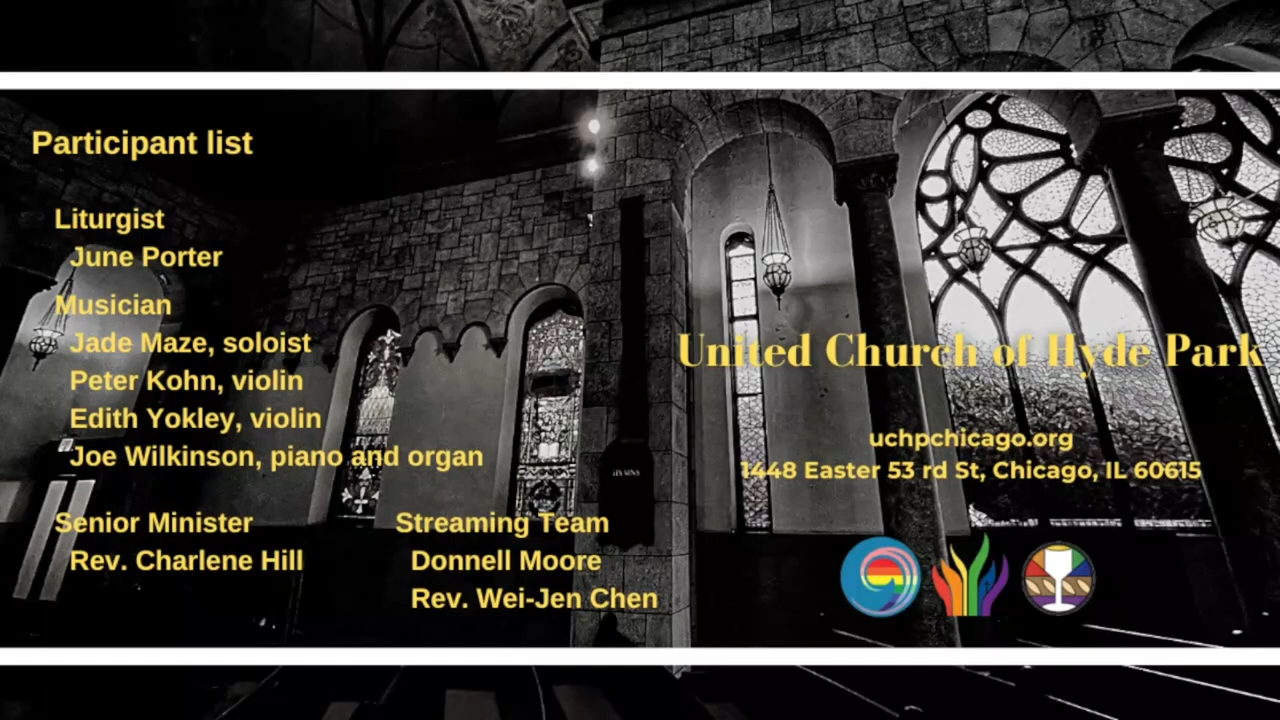 Participant list
Liturgist
June Porter
Musician
Jade Maze, soloist
Peter Kohn, violin
Edith Yokley, violin
Joe Wilkinson, piano and organ
Senior Minister
Rev. Charlene Hill
Streaming Team
Donnell Moore
Rev. Wei-Jen Chen
HYMNS
United Church of Hyde Park
uchpchicago.org
1448 Easter 53 rd St, Chicago, IL 60615